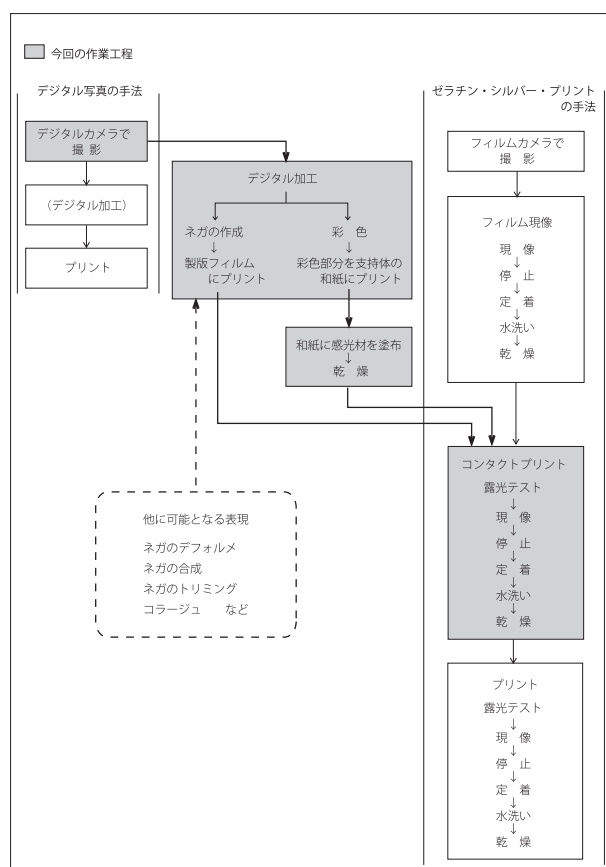 今回の作業工程
デジタル写真の手法
デジタルカメラで
撮 影
（デジタル加工）
プリント
デジタル加工
ネガの作成
↓
製版フィルム
にプリント
彩 色
↓
彩色部分を支持体の
和紙にプリント
和紙に感光材を塗布
↓
乾 燥
他に可能となる表現
ネガのデフォルメ
ネガの合成
ネガのトリミング
コラージュ など
ゼラチン・シルバー・プリント
の手法
フィルムカメラで
撮 影
フィルム現像
現 像
↓
停 止
↓
定 着
↓
水洗い
↓
乾 燥
コンタクトプリント
露光テスト
↓
現 像
↓
停 止
↓
定 着
↓
水洗い
↓
乾 燥
プリント
露光テスト
↓
現 像
↓
停 止
↓
定 着
↓
水洗い
↓
乾 燥